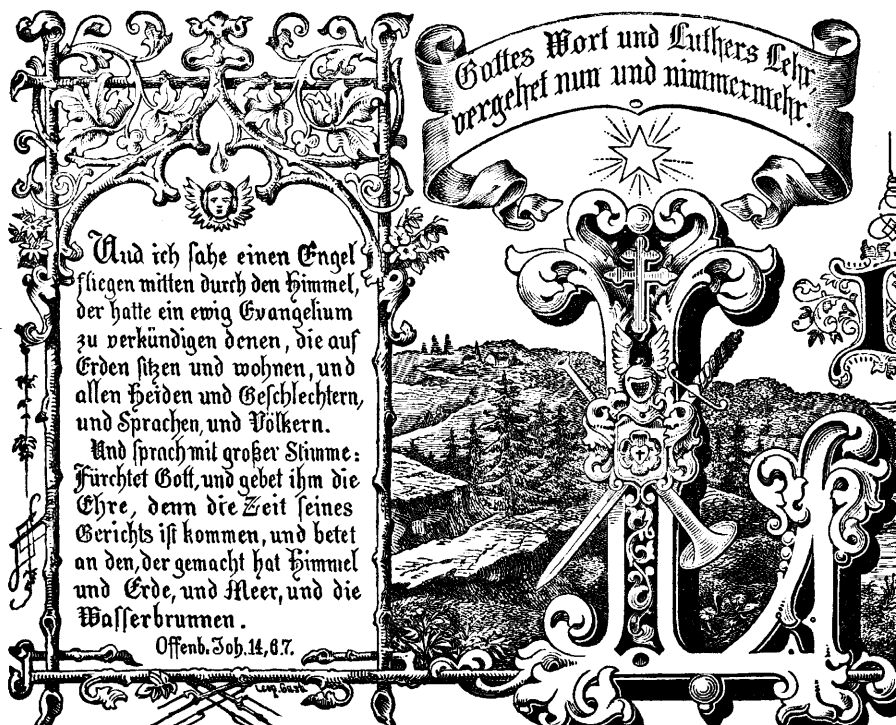 Und ich ſahe einen Engel
fliegen mitten durch den Himmel,
der hatte ein ewig Evangelium
zu verkündigen denen, die auf
Erden ſitzen und wohnen, und
allen Heiden und Geſchlechtern,
und Sprachen, und Völkern.
Und ſprach mit großer Stimme:
Fürchtet Gott, und gebet ihm die
Ehre, denn die Zeit ſeines
Gerichts iſt kommen, und betet
an den, der gemacht hat Himmel
und Erde, und Meer, und die
Waſſerbrunnen.
Offenb. Joh. 14, 6 7.
Gottes Wort und Luthers Lehr,
vergehet nun und nimmermehr.